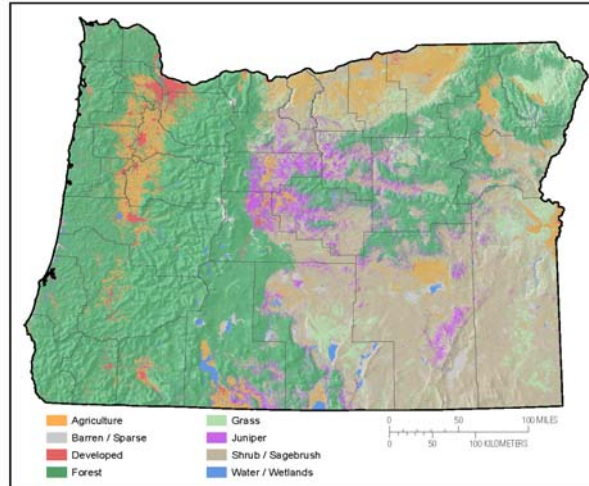 Agriculture
Barren / Sparse
Developed
Forest
Grass
Juniper
Shrub / Sagebrush
Water / Wetlands
0 50 100 MILES
0 50 100 KILOMETERS